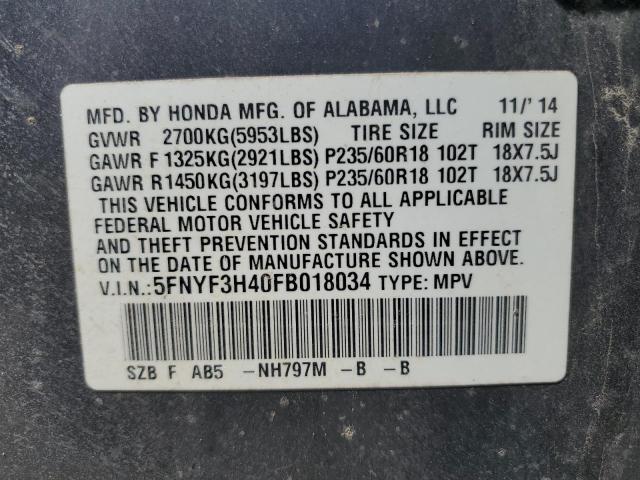 MFD. BY HONDA MFG. OF ALABAMA, LLC 11/'14
GVWR 2700KG(5953LBS) TIRE SIZE RIM SIZE
GAWR F 1325KG(2921LBS) P235/60R18 102T 18X7.5J
GAWR R1450KG(3197LBS) P235/60R18 102T 18X7.5J
THIS VEHICLE CONFORMS TO ALL APPLICABLE
FEDERAL MOTOR VEHICLE SAFETY
AND THEFT PREVENTION STANDARDS IN EFFECT
ON THE DATE OF MANUFACTURE SHOWN ABOVE.
V.I.N.:5FNYF3H40FB018034 TYPE: MPV
SZB F AB5 -NH797M -B -B